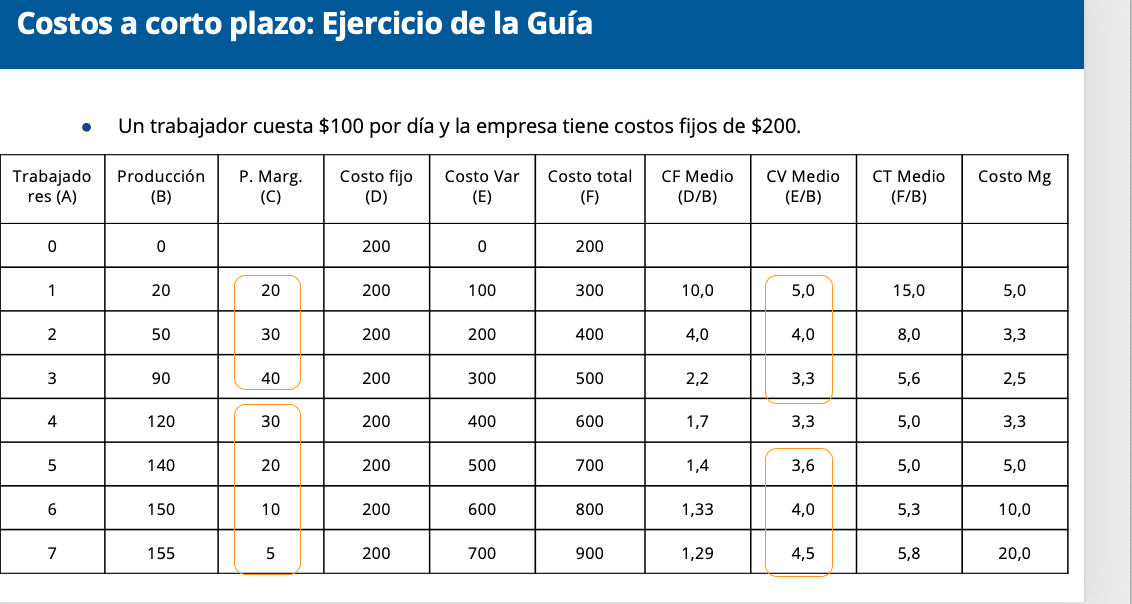 Costos a corto plazo: Ejercicio de la Guía
• Un trabajador cuesta $100 por día y la empresa tiene costos fijos de $200.
Trabajado Producción P. Marg. Costo fijo Costo Var Costo total CF Medio CV Medio CT Medio Costo Mg
res (A) (B) (C) (D) (E) (F) (D/B) (E/B) (F/B)
0 0 200 0 200
1 20 20 200 100 300 10,0 5,0 15,0 5,0
2 50 30 200 200 400 4,0 4,0 8,0 3,3
3 90 40 200 300 500 2,2 3,3 5,6 2,5
4 120 30 200 400 600 1,7 3,3 5,0 3,3
5 140 20 200 500 700 1,4 3,6 5,0 5,0
6 150 10 200 600 800 1,33 4,0 5,3 10,0
7 155 5 200 700 900 1,29 4,5 5,8 20,0